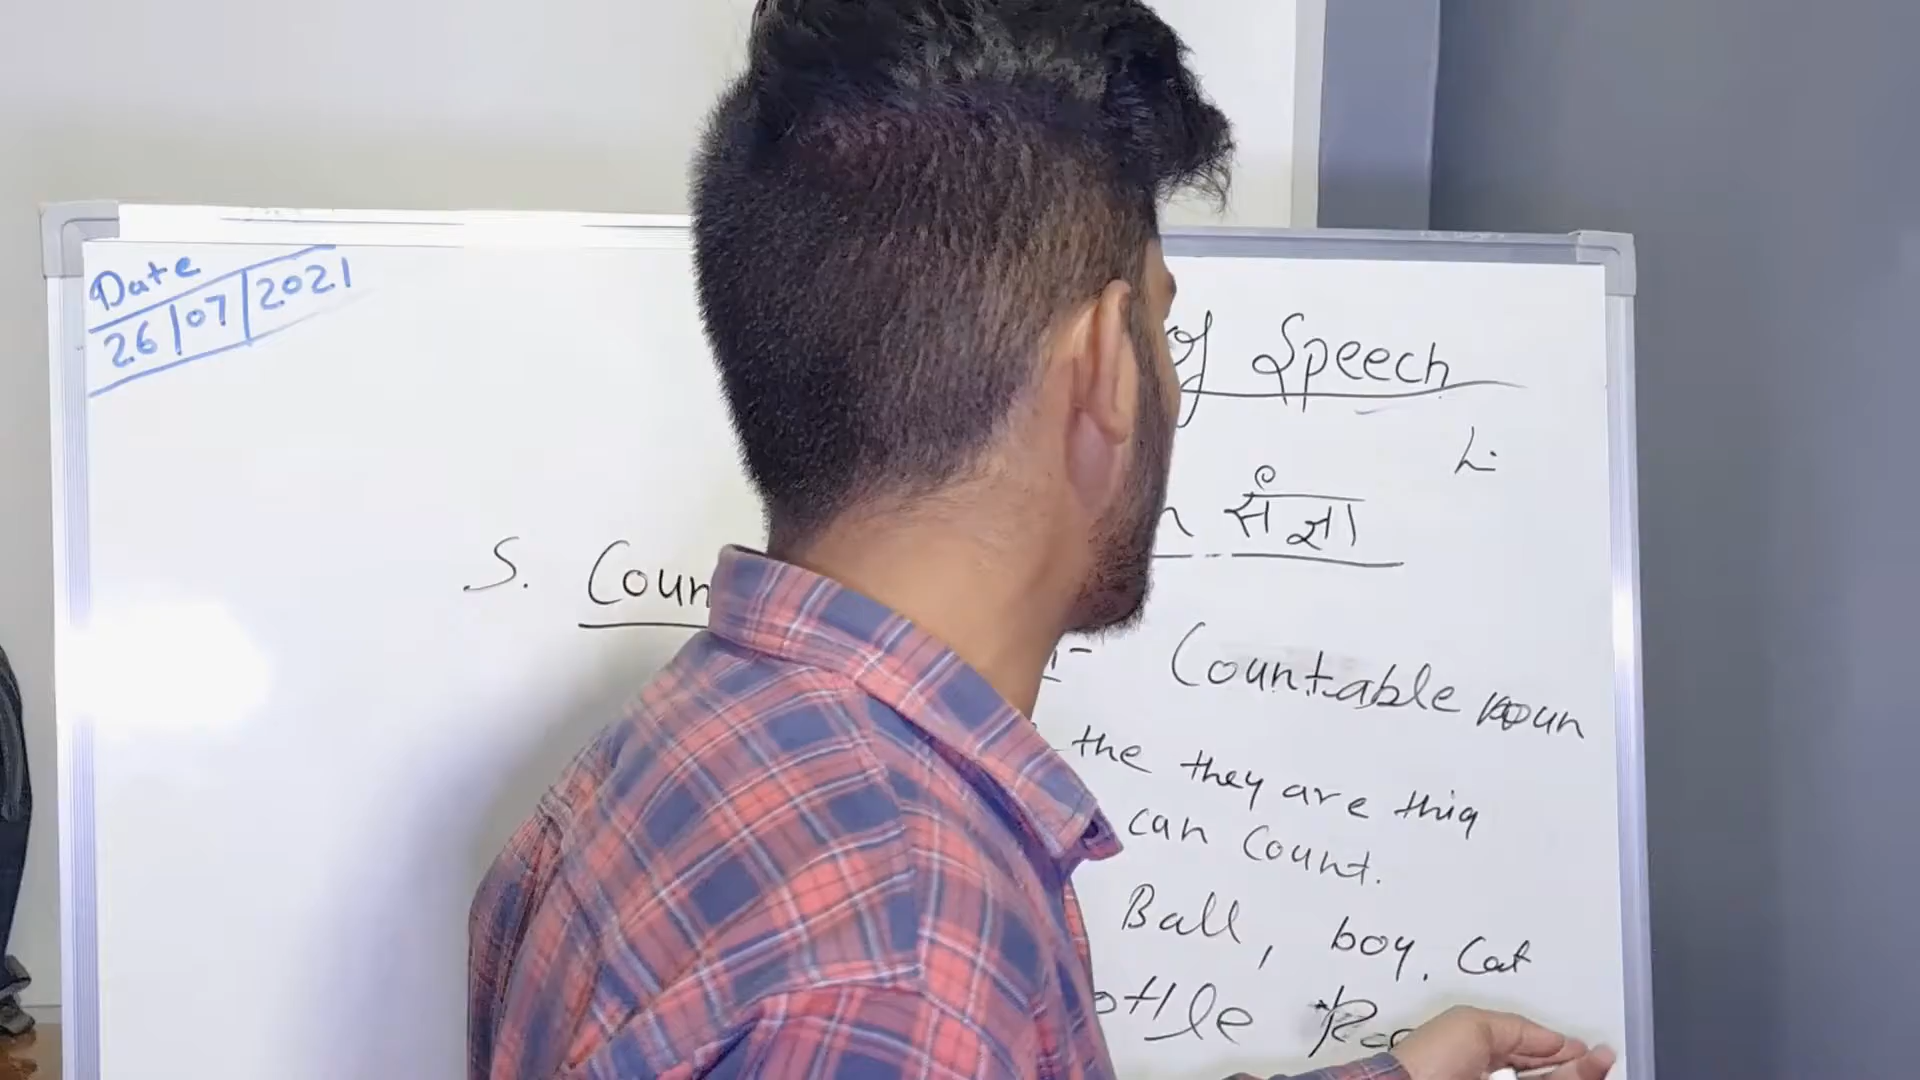 Date
26/07/2021
of Speech
संज्ञा
S. Coun
Countable noun
the they are thig
can Count.
Ball, boy, Cat
ottle